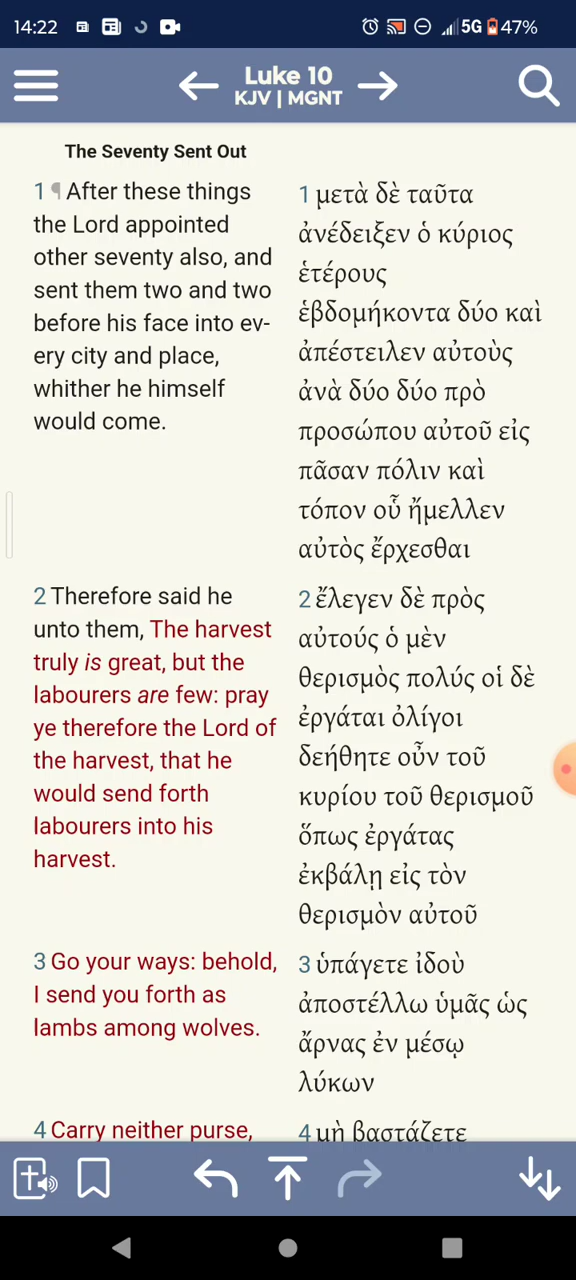 14:22
5G 47%
Luke 10
KJV | MGNT
The Seventy Sent Out
1 ¶ After these things
the Lord appointed
other seventy also, and
sent them two and two
before his face into ev-
ery city and place,
whither he himself
would come.
1 μετὰ δὲ ταῦτα
ἀνέδειξεν ὁ κύριος
ἑτέρους
ἑβδομήκοντα δύο καὶ
ἀπέστειλεν αὐτοὺς
ἀνὰ δύο δύο πρὸ
προσώπου αὐτοῦ εἰς
πᾶσαν πόλιν καὶ
τόπον οὗ ἤμελλεν
αὐτὸς ἔρχεσθαι
2 Therefore said he
unto them, The harvest
truly is great, but the
labourers are few: pray
ye therefore the Lord of
the harvest, that he
would send forth
labourers into his
harvest.
2 ἔλεγεν δὲ πρὸς
αὐτούς ὁ μὲν
θερισμὸς πολύς οἱ δὲ
ἐργάται ὀλίγοι
δεήθητε οὖν τοῦ
κυρίου τοῦ θερισμοῦ
ὅπως ἐργάτας
ἐκβάλῃ εἰς τὸν
θερισμὸν αὐτοῦ
3 Go your ways: behold,
I send you forth as
lambs among wolves.
3 ὑπάγετε ἰδοὺ
ἀποστέλλω ὑμᾶς ὡς
ἄρνας ἐν μέσῳ
λύκων
4 Carry neither purse,
4 μὴ βαστάζετε